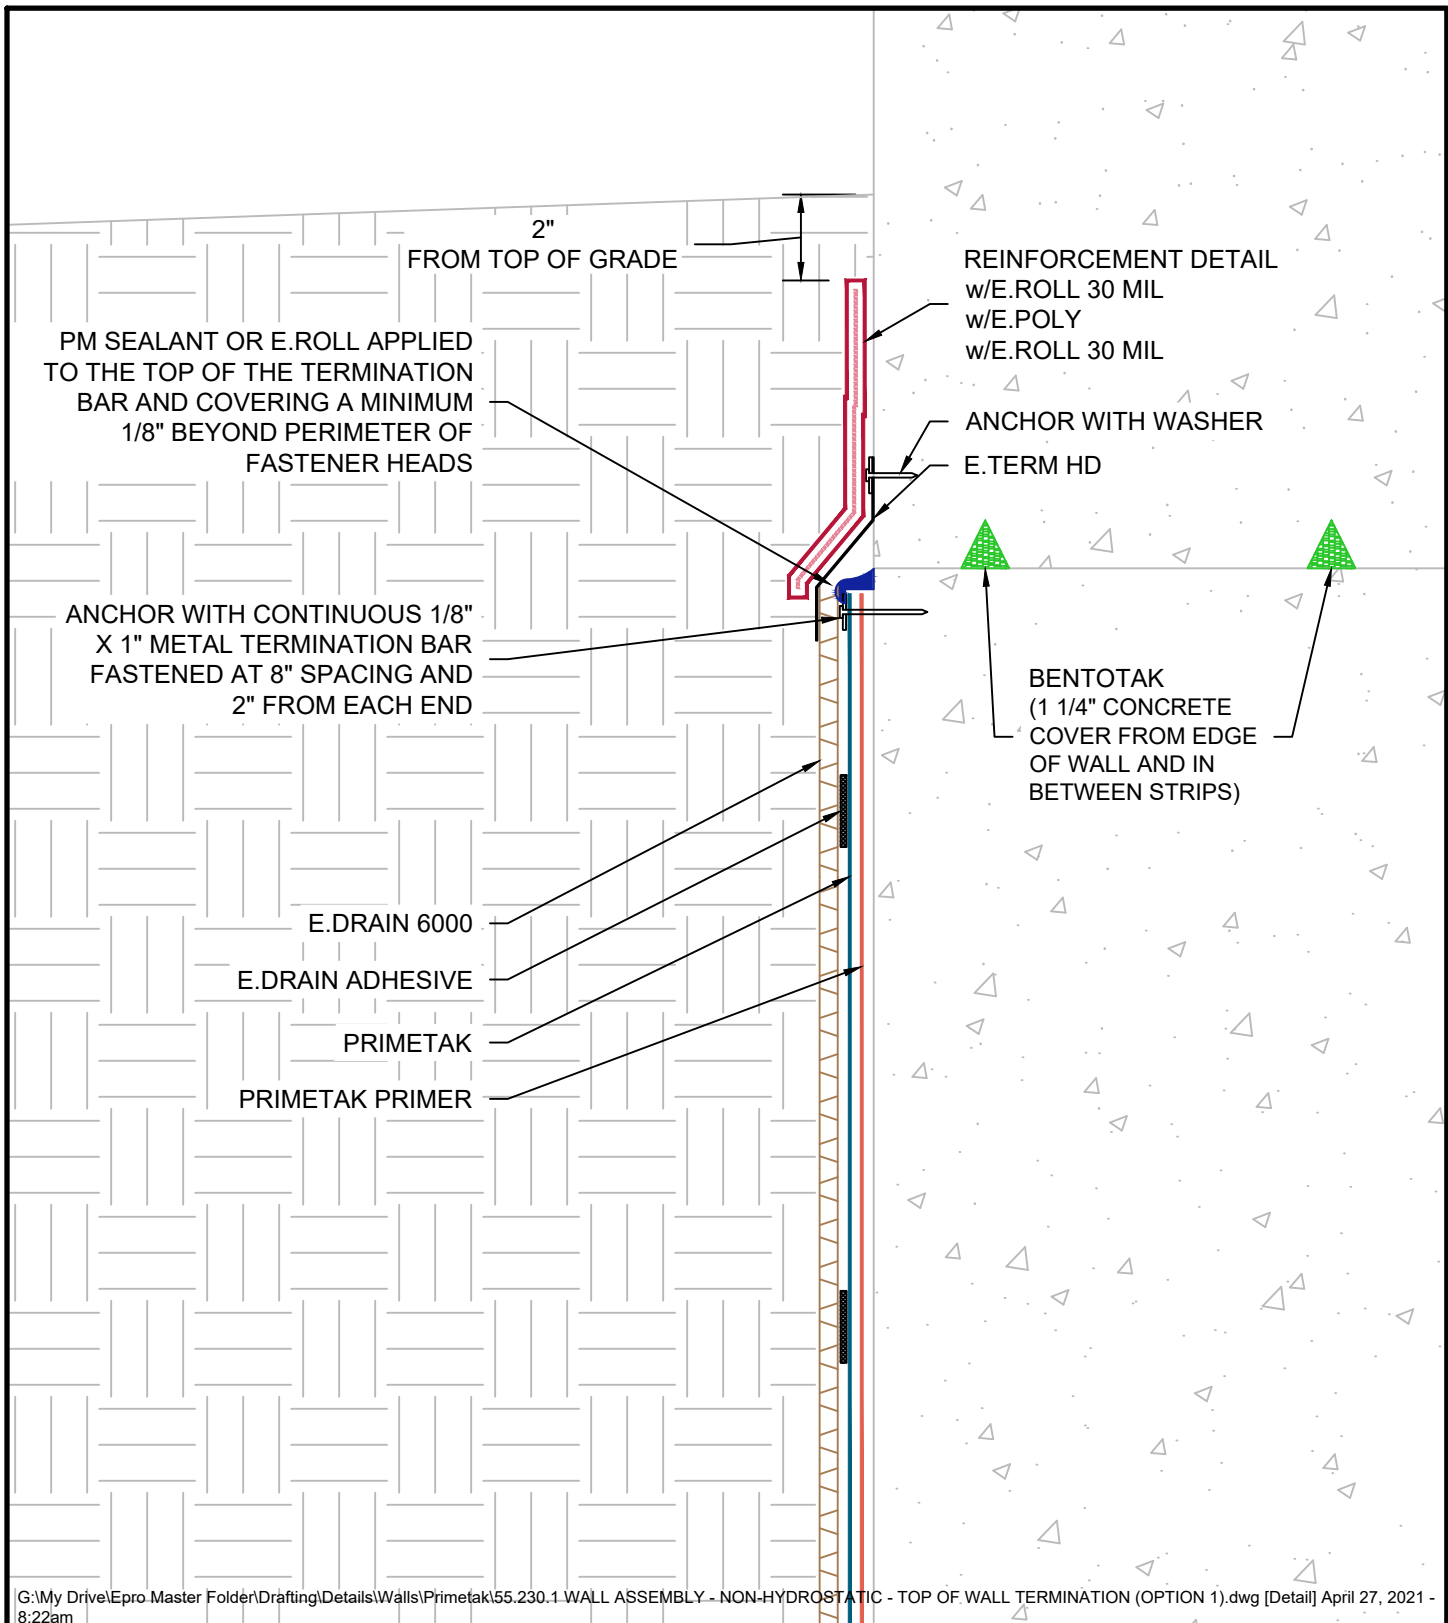 2"
FROM TOP OF GRADE
REINFORCEMENT DETAIL
w/E.ROLL 30 MIL
w/E.POLY
w/E.ROLL 30 MIL
PM SEALANT OR E.ROLL APPLIED
TO THE TOP OF THE TERMINATION
BAR AND COVERING A MINIMUM
1/8" BEYOND PERIMETER OF
FASTENER HEADS
ANCHOR WITH WASHER
E.TERM HD
ANCHOR WITH CONTINUOUS 1/8"
X 1" METAL TERMINATION BAR
FASTENED AT 8" SPACING AND
2" FROM EACH END
BENTOTAK
(1 1/4" CONCRETE
COVER FROM EDGE
OF WALL AND IN
BETWEEN STRIPS)
E.DRAIN 6000
E.DRAIN ADHESIVE
PRIMETAK
PRIMETAK PRIMER
G:\My Drive\Epro Master Folder\Drafting\Details\Walls\Primetak\55.230.1 WALL ASSEMBLY - NON-HYDROSTATIC - TOP OF WALL TERMINATION (OPTION 1).dwg [Detail] April 27, 2021 -
8:22am